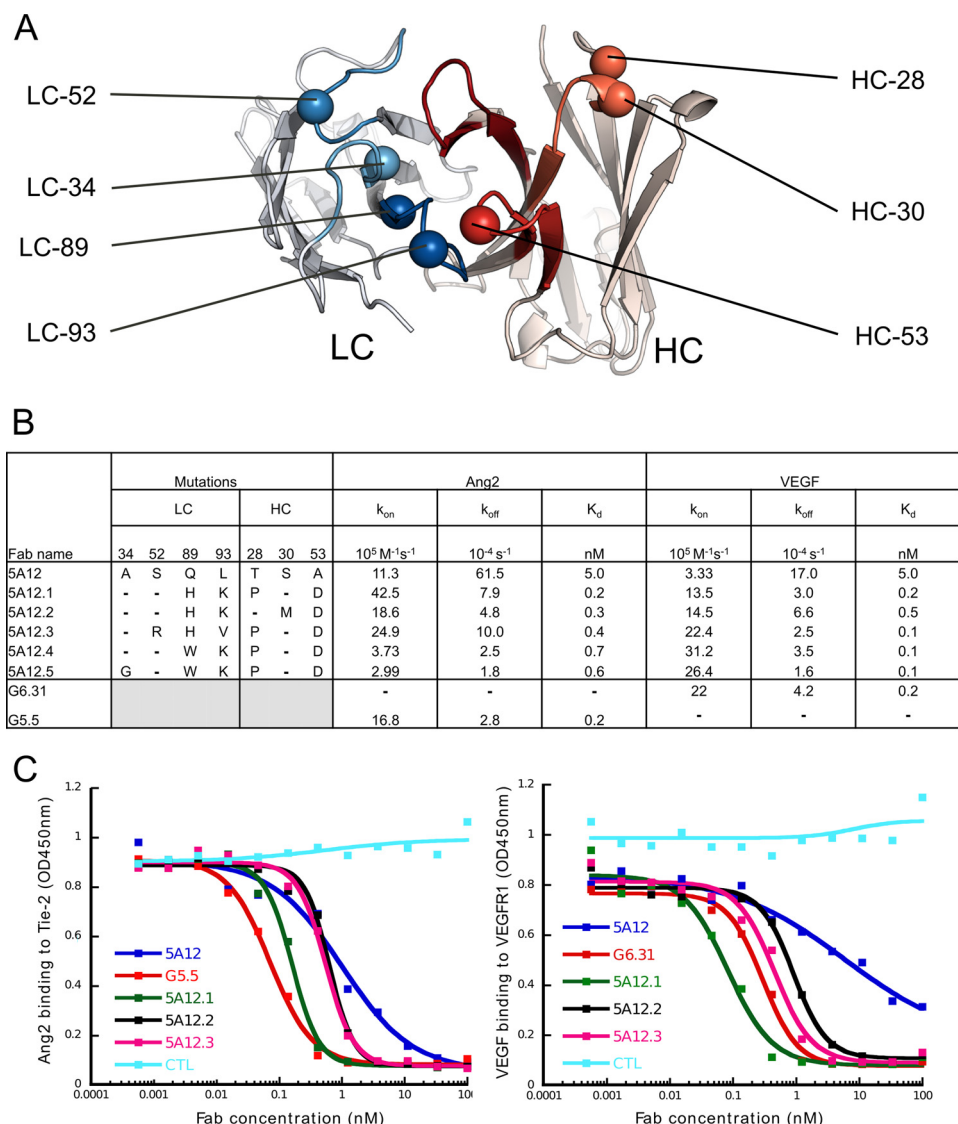 A
LC-52
LC-34
LC-89
LC-93
HC-28
HC-30
HC-53
LC
HC
B
Mutations Ang2 VEGF
LC HC kon koff Kd kon koff Kd
Fab name 34 52 89 93 28 30 53 10⁵ M⁻¹s⁻¹ 10⁻⁴ s⁻¹ nM 10⁵ M⁻¹s⁻¹ 10⁻⁴ s⁻¹ nM
5A12 A S Q L T S A 11.3 61.5 5.0 3.33 17.0 5.0
5A12.1 - - H K P - D 42.5 7.9 0.2 13.5 3.0 0.2
5A12.2 - - H K - M D 18.6 4.8 0.3 14.5 6.6 0.5
5A12.3 - R H V P - D 24.9 10.0 0.4 22.4 2.5 0.1
5A12.4 - - W K P - D 3.73 2.5 0.7 31.2 3.5 0.1
5A12.5 G - W K P - D 2.99 1.8 0.6 26.4 1.6 0.1
G6.31 - - - 22 4.2 0.2
G5.5 16.8 2.8 0.2 - - -
C
Ang2 binding to Tie-2 (OD450nm)
1.2
1
0.8
0.6
0.4
0.2
0
5A12
G5.5
5A12.1
5A12.2
5A12.3
CTL
0.0001 0.001 0.01 0.1 1 10 100
Fab concentration (nM)
VEGF binding to VEGFR1 (OD450nm)
1.2
1
0.8
0.6
0.4
0.2
0
5A12
G6.31
5A12.1
5A12.2
5A12.3
CTL
0.0001 0.001 0.01 0.1 1 10 100
Fab concentration (nM)